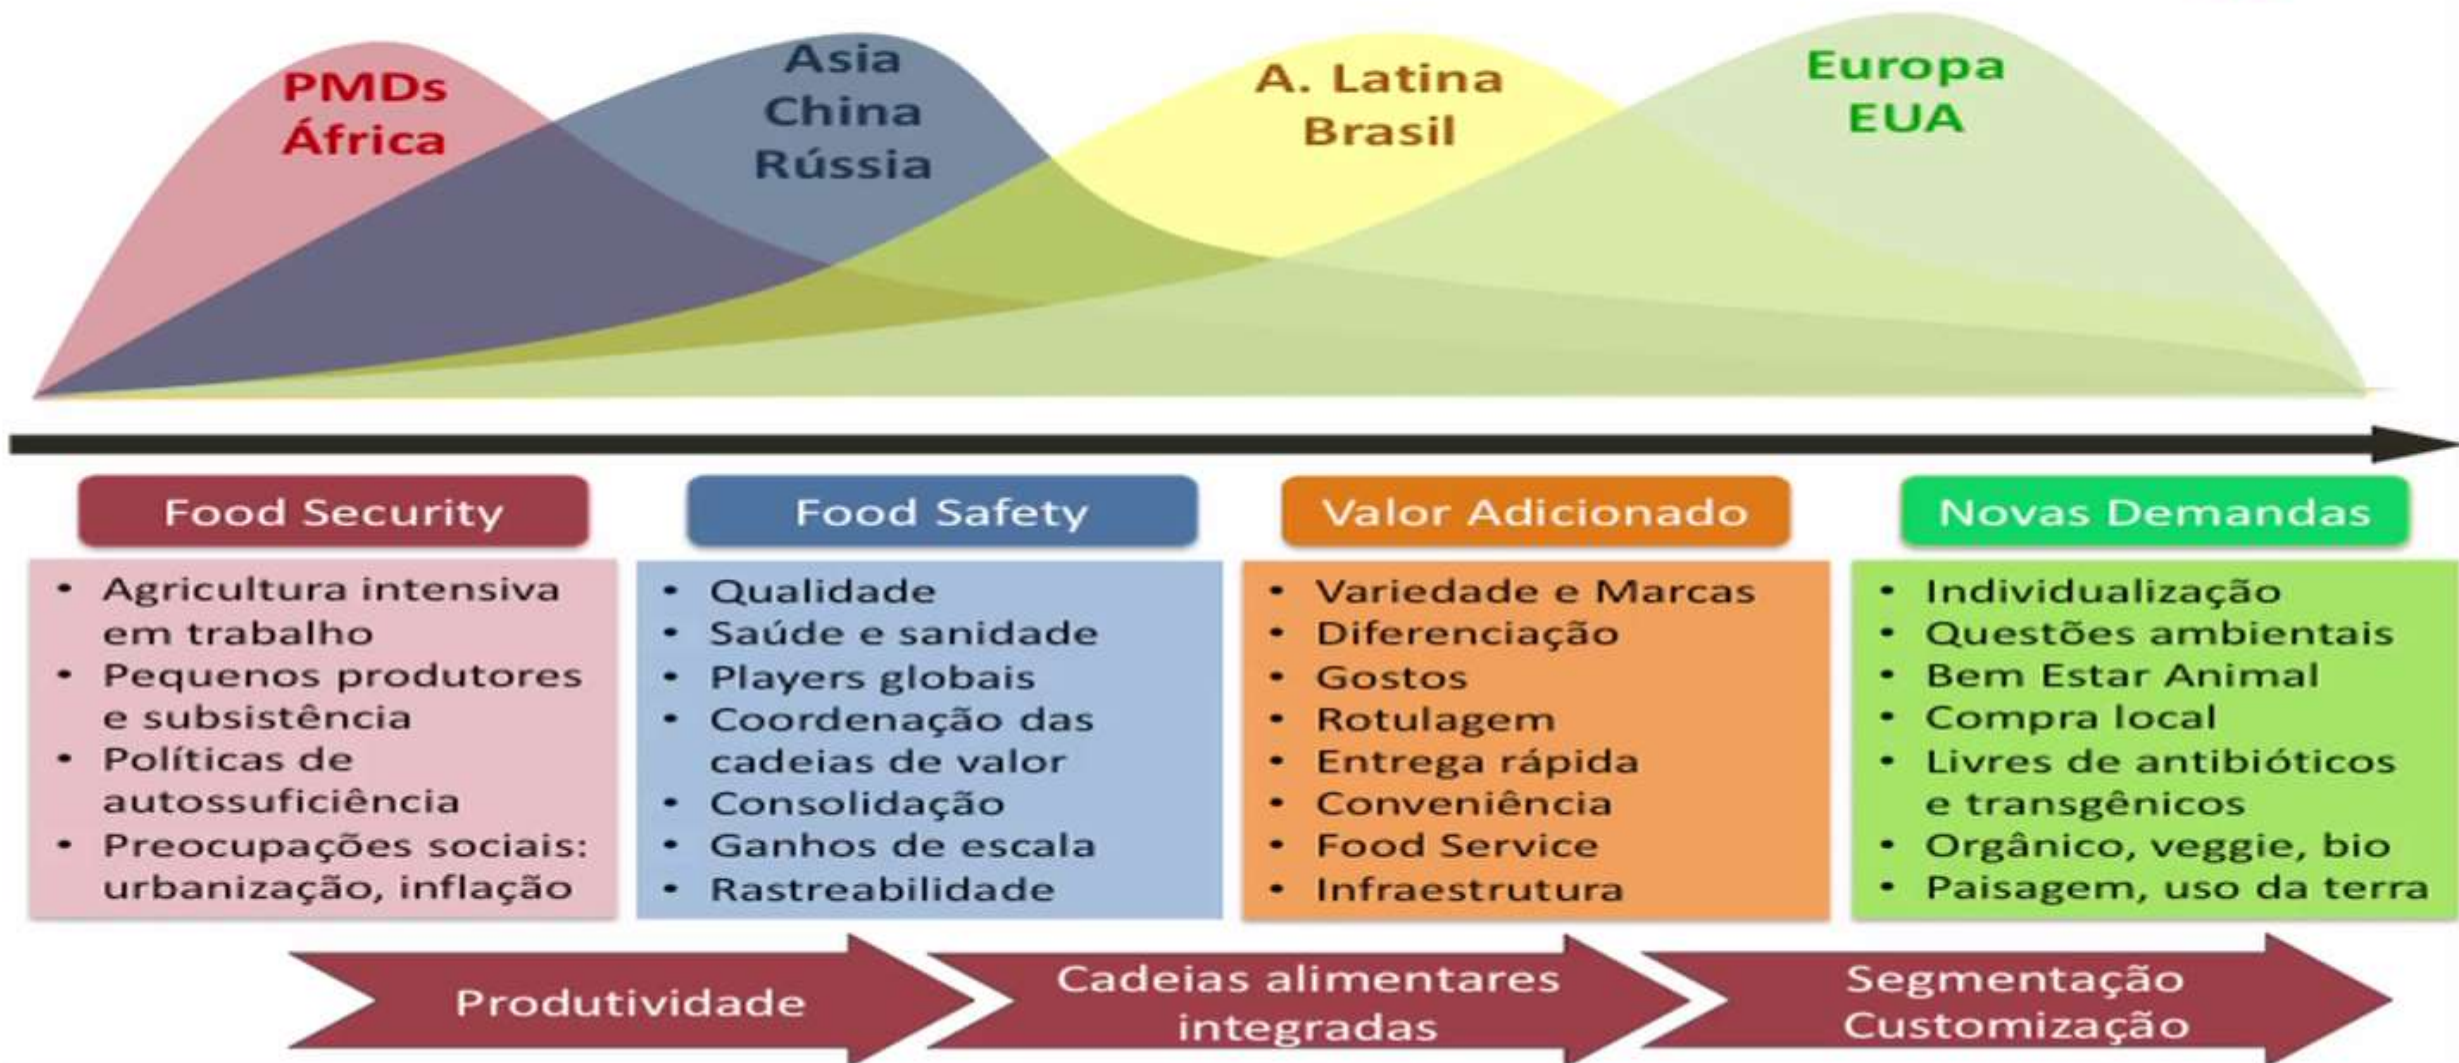 PMDs
África
Asia
China
Rússia
A. Latina
Brasil
Europa
EUA
Food Security
Food Safety
Valor Adicionado
Novas Demandas
• Agricultura intensiva
em trabalho
• Pequenos produtores
e subsistência
• Políticas de
autossuficiência
• Preocupações sociais:
urbanização, inflação
• Qualidade
• Saúde e sanidade
• Players globais
• Coordenação das
cadeias de valor
• Consolidação
• Ganhos de escala
• Rastreabilidade
• Variedade e Marcas
• Diferenciação
• Gostos
• Rotulagem
• Entrega rápida
• Conveniência
• Food Service
• Infraestrutura
• Individualização
• Questões ambientais
• Bem Estar Animal
• Compra local
• Livres de antibióticos
e transgênicos
• Orgânico, veggie, bio
• Paisagem, uso da terra
Produtividade
Cadeias alimentares
integradas
Segmentação
Customização